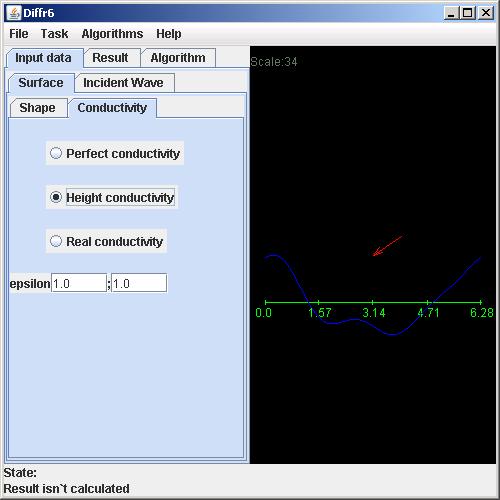 Diffr6
File Task Algorithms Help
Input data Result Algorithm
Surface Incident Wave
Shape Conductivity
Perfect conductivity
Height conductivity
Real conductivity
epsilon 1.0 ; 1.0
Scale:34
0.0 1.57 3.14 4.71 6.28
State:
Result isn`t calculated